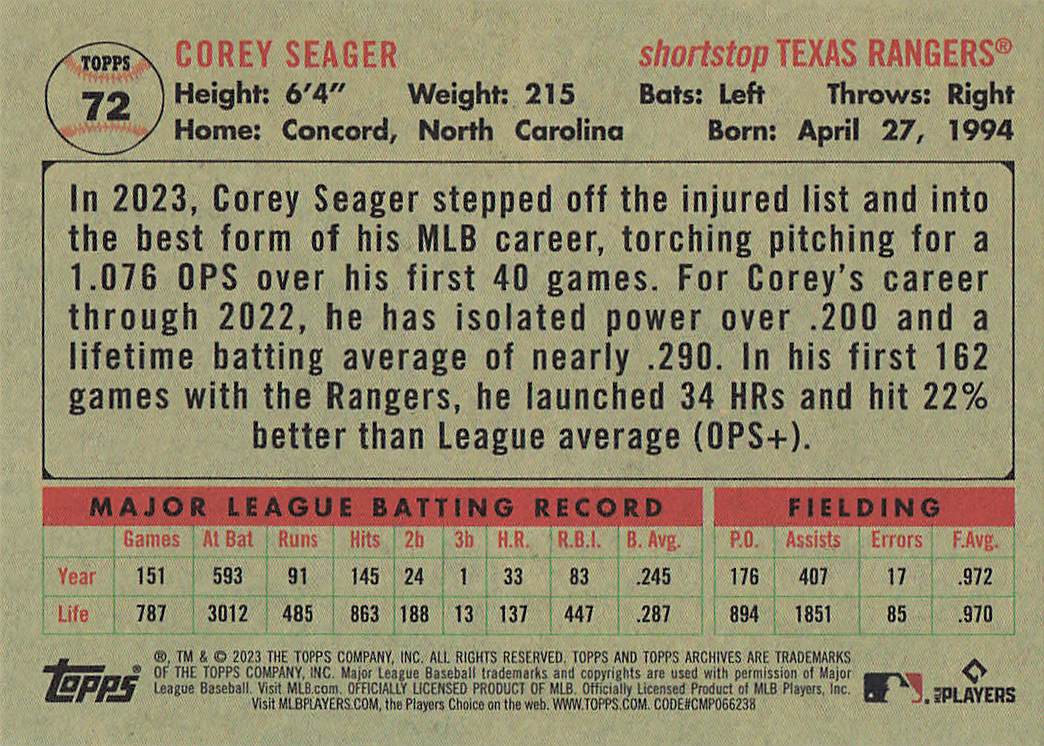 TOPPS
72
COREY SEAGER shortstop TEXAS RANGERS®
Height: 6'4" Weight: 215 Bats: Left Throws: Right
Home: Concord, North Carolina Born: April 27, 1994
In 2023, Corey Seager stepped off the injured list and into
the best form of his MLB career, torching pitching for a
1.076 OPS over his first 40 games. For Corey's career
through 2022, he has isolated power over .200 and a
lifetime batting average of nearly .290. In his first 162
games with the Rangers, he launched 34 HRs and hit 22%
better than League average (OPS+).
MAJOR LEAGUE BATTING RECORD FIELDING
Games At Bat Runs Hits 2b 3b H.R. R.B.I. B. Avg. P.O. Assists Errors F.Avg.
Year 151 593 91 145 24 1 33 83 .245 176 407 17 .972
Life 787 3012 485 863 188 13 137 447 .287 894 1851 85 .970
®, TM & © 2023 THE TOPPS COMPANY, INC. ALL RIGHTS RESERVED. TOPPS AND TOPPS ARCHIVES ARE TRADEMARKS
OF THE TOPPS COMPANY, INC. Major League Baseball trademarks and copyrights are used with permission of Major
League Baseball. Visit MLB.com. OFFICIALLY LICENSED PRODUCT OF MLB. Officially Licensed Product of MLB Players, Inc.
Visit MLBPLAYERS.COM, the Players Choice on the web. WWW.TOPPS.COM. CODE#CMP066238
Topps
MLB PLAYERS